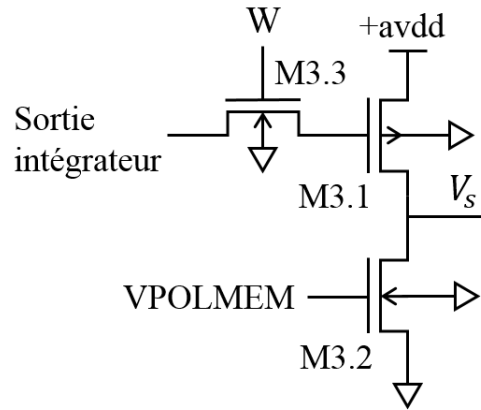 W
+avdd
M3.3
Sortie
intégrateur
M3.1
Vₛ
VPOLMEM
M3.2